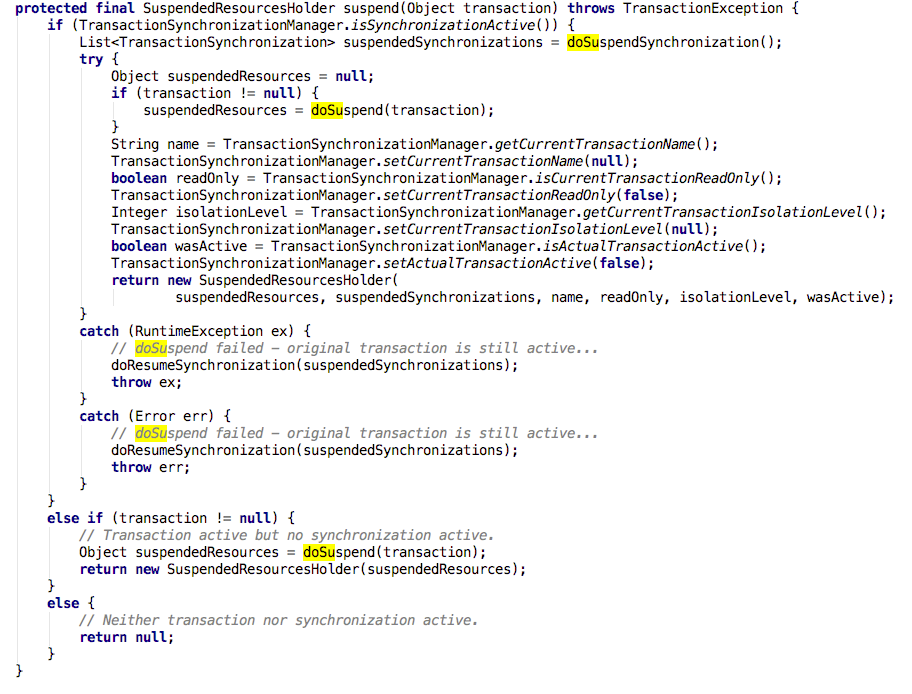 protected final SuspendedResourcesHolder suspend(Object transaction) throws TransactionException {
    if (TransactionSynchronizationManager.isSynchronizationActive()) {
        List<TransactionSynchronization> suspendedSynchronizations = doSuspendSynchronization();
        try {
            Object suspendedResources = null;
            if (transaction != null) {
                suspendedResources = doSuspend(transaction);
            }
            String name = TransactionSynchronizationManager.getCurrentTransactionName();
            TransactionSynchronizationManager.setCurrentTransactionName(null);
            boolean readOnly = TransactionSynchronizationManager.isCurrentTransactionReadOnly();
            TransactionSynchronizationManager.setCurrentTransactionReadOnly(false);
            Integer isolationLevel = TransactionSynchronizationManager.getCurrentTransactionIsolationLevel();
            TransactionSynchronizationManager.setCurrentTransactionIsolationLevel(null);
            boolean wasActive = TransactionSynchronizationManager.isActualTransactionActive();
            TransactionSynchronizationManager.setActualTransactionActive(false);
            return new SuspendedResourcesHolder(
                    suspendedResources, suspendedSynchronizations, name, readOnly, isolationLevel, wasActive);
        }
        catch (RuntimeException ex) {
            // doSuspend failed – original transaction is still active...
            doResumeSynchronization(suspendedSynchronizations);
            throw ex;
        }
        catch (Error err) {
            // doSuspend failed – original transaction is still active...
            doResumeSynchronization(suspendedSynchronizations);
            throw err;
        }
    }
    else if (transaction != null) {
        // Transaction active but no synchronization active.
        Object suspendedResources = doSuspend(transaction);
        return new SuspendedResourcesHolder(suspendedResources);
    }
    else {
        // Neither transaction nor synchronization active.
        return null;
    }
}